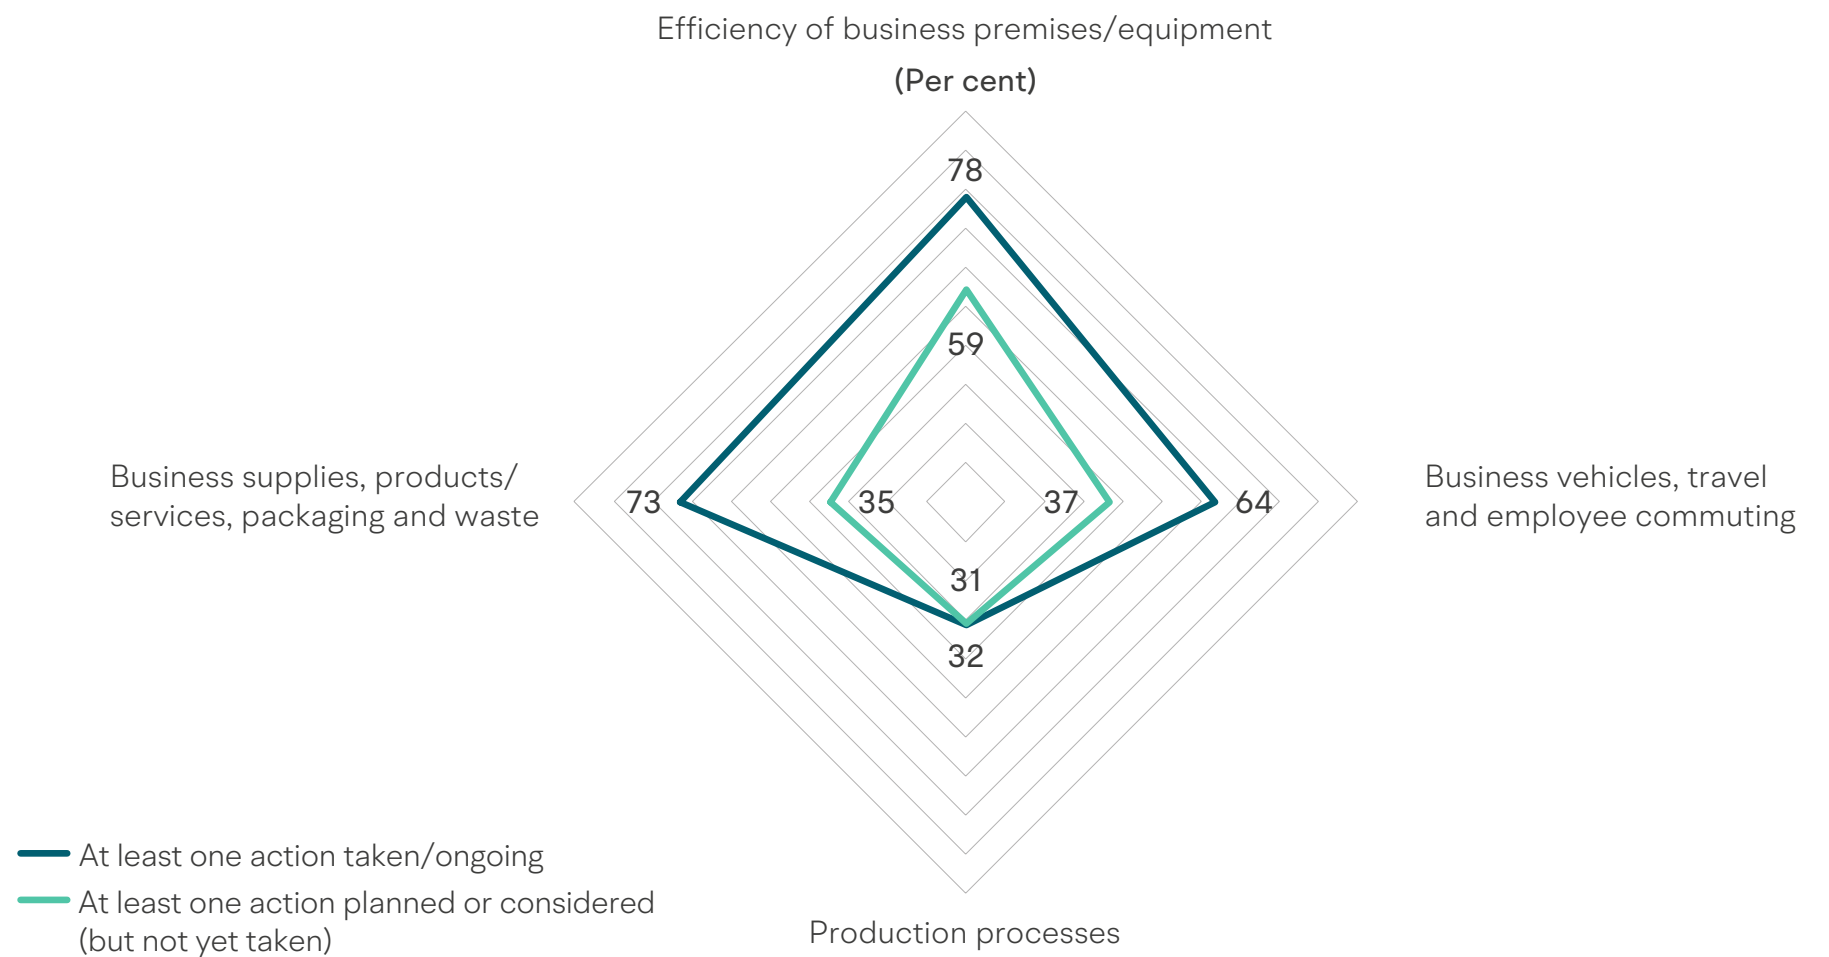 Efficiency of business premises/equipment
(Per cent)
78
59
Business supplies, products/
services, packaging and waste
73
35
37
64
Business vehicles, travel
and employee commuting
31
32
At least one action taken/ongoing
At least one action planned or considered
(but not yet taken)
Production processes